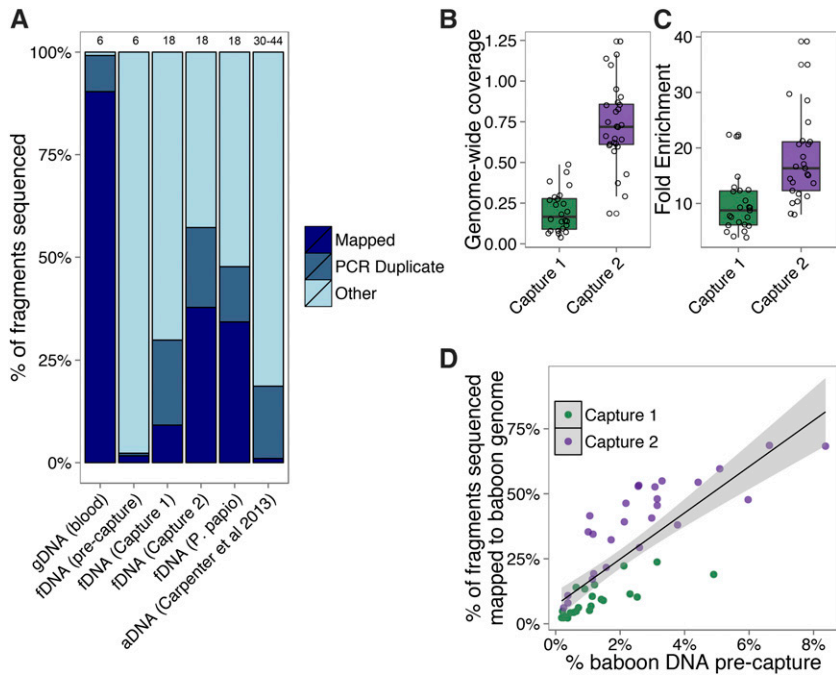 A
6 6 18 18 18 30-44
100%
75%
50%
25%
0%
% of fragments sequenced
gDNA (blood)
fDNA (pre-capture)
fDNA (Capture 1)
fDNA (Capture 2)
fDNA (P. papio)
aDNA (Carpenter et al 2013)
Mapped
PCR Duplicate
Other
B
Genome-wide coverage
1.25
1.00
0.75
0.50
0.25
0.00
Capture 1
Capture 2
C
Fold Enrichment
40
30
20
10
Capture 1
Capture 2
D
% of fragments sequenced
mapped to baboon genome
75%
50%
25%
0%
Capture 1
Capture 2
0% 2% 4% 6% 8%
% baboon DNA pre-capture